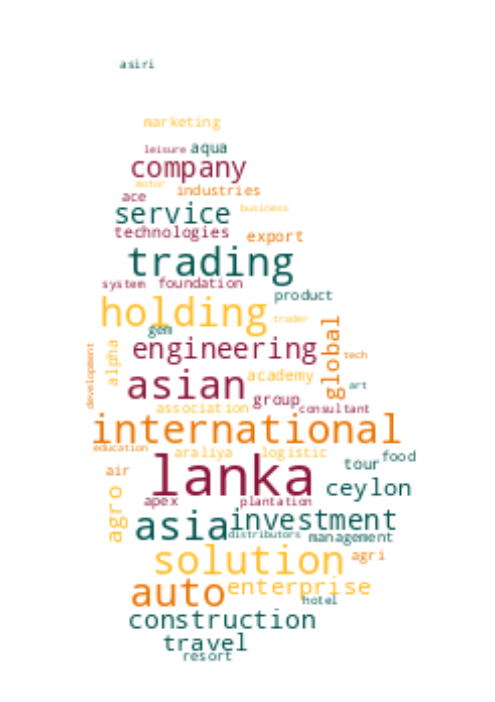 asiri
marketing
leisure aqua
company
motor
ace industries
service business
technologies export
trading
system foundation
product
holding
trader
gem
global
engineering
development
alpha
tech
academy
asian
art
group
association consultant
international
education
araliya logistic
food
tour
air
lanka
ceylon
agro
apex plantation
investment
asia
distributors management
solution
agri
auto
enterprise
hotel
construction
travel
resort